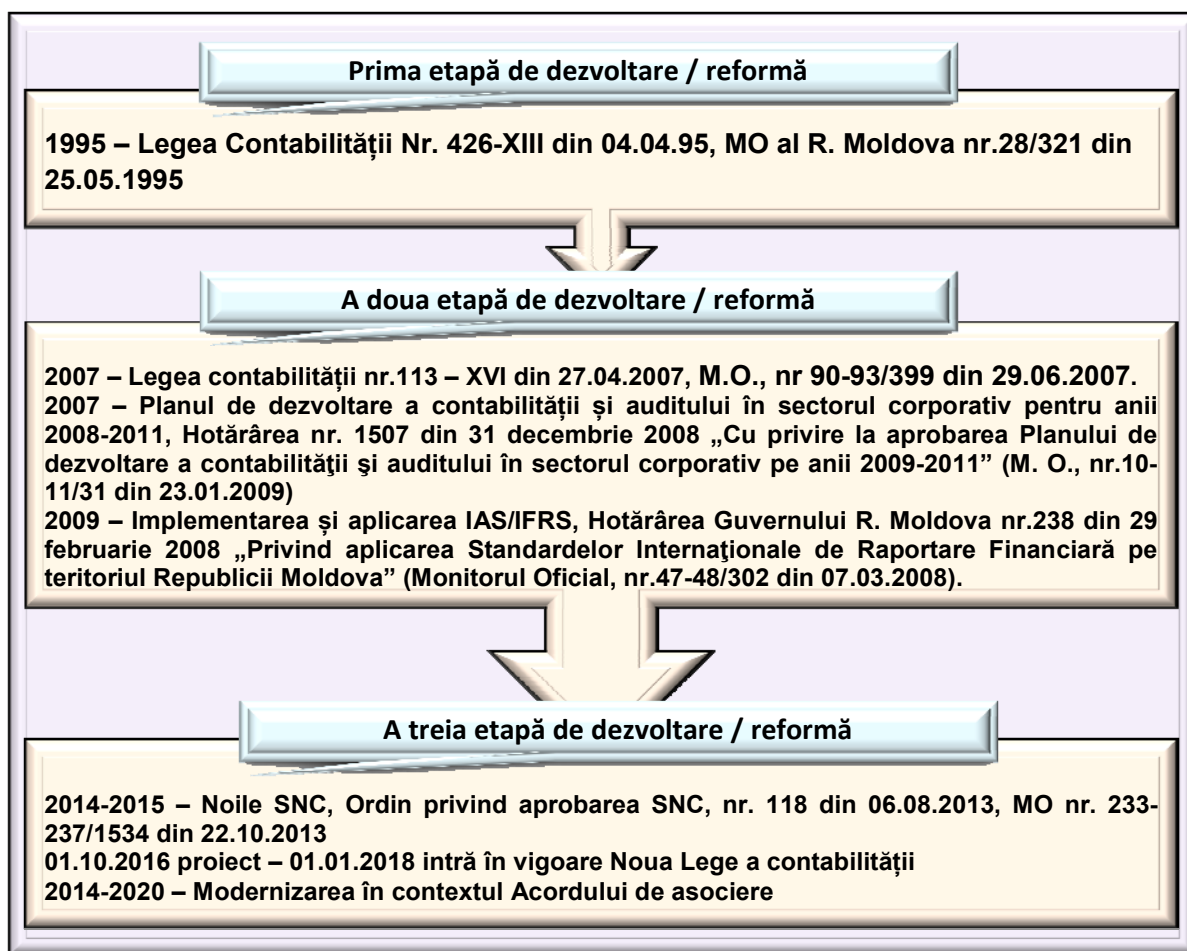 Prima etapă de dezvoltare / reformă
1995 – Legea Contabilității Nr. 426-XIII din 04.04.95, MO al R. Moldova nr.28/321 din
25.05.1995
A doua etapă de dezvoltare / reformă
2007 – Legea contabilității nr.113 – XVI din 27.04.2007, M.O., nr 90-93/399 din 29.06.2007.
2007 – Planul de dezvoltare a contabilității și auditului în sectorul corporativ pentru anii
2008-2011, Hotărârea nr. 1507 din 31 decembrie 2008 „Cu privire la aprobarea Planului de
dezvoltare a contabilităţii şi auditului în sectorul corporativ pe anii 2009-2011” (M. O., nr.10-
11/31 din 23.01.2009)
2009 – Implementarea și aplicarea IAS/IFRS, Hotărârea Guvernului R. Moldova nr.238 din 29
februarie 2008 „Privind aplicarea Standardelor Internaţionale de Raportare Financiară pe
teritoriul Republicii Moldova” (Monitorul Oficial, nr.47-48/302 din 07.03.2008).
A treia etapă de dezvoltare / reformă
2014-2015 – Noile SNC, Ordin privind aprobarea SNC, nr. 118 din 06.08.2013, MO nr. 233-
237/1534 din 22.10.2013
01.10.2016 proiect – 01.01.2018 intră în vigoare Noua Lege a contabilității
2014-2020 – Modernizarea în contextul Acordului de asociere